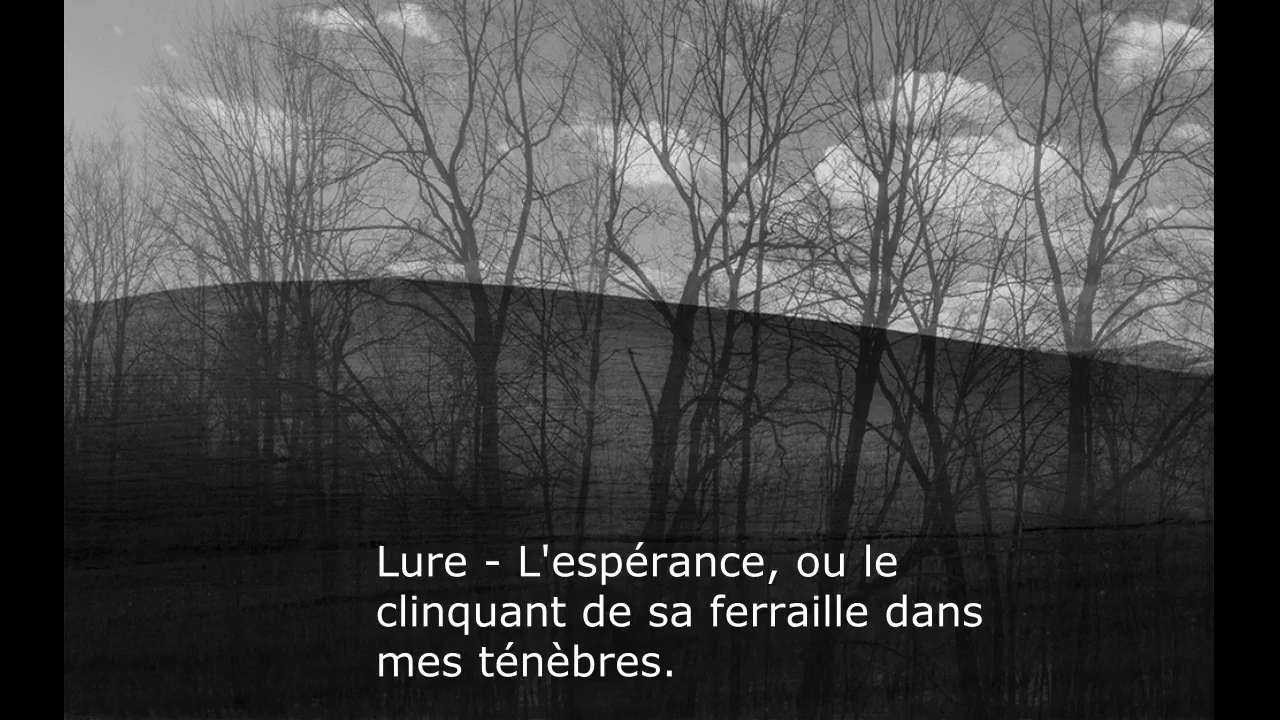 Lure - L'espérance, ou le
clinquant de sa ferraille dans
mes ténèbres.